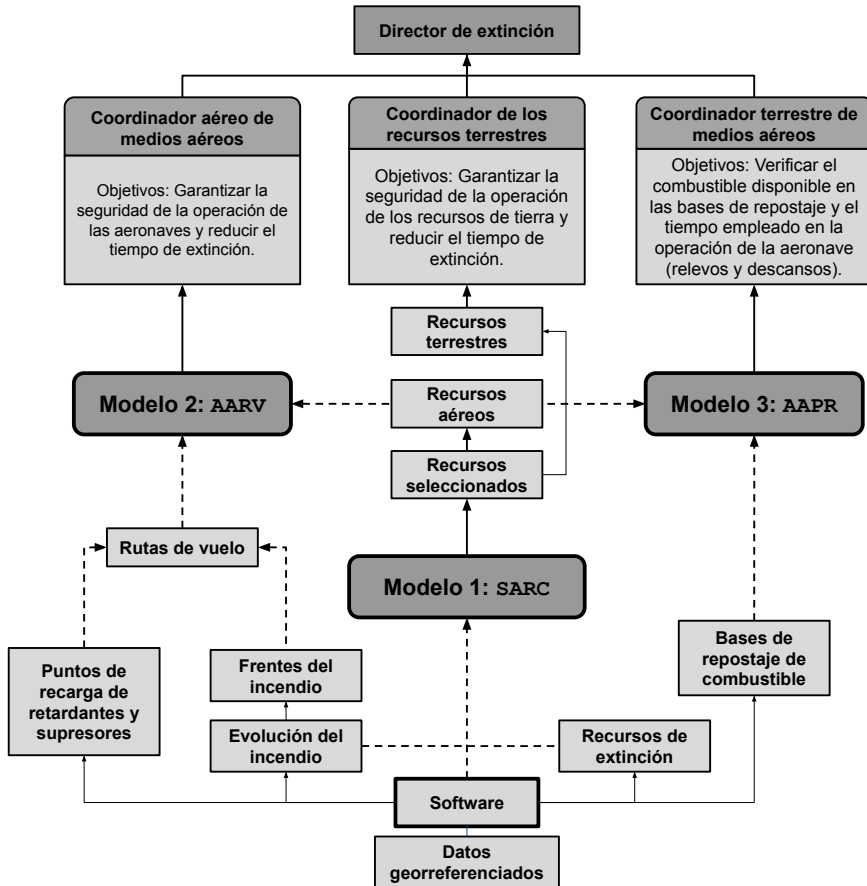 Director de extinción
Coordinador aéreo de
medios aéreos
Objetivos: Garantizar la
seguridad de la operación de
las aeronaves y reducir el
tiempo de extinción.
Coordinador de los
recursos terrestres
Objetivos: Garantizar la
seguridad de la operación
de los recursos de tierra y
reducir el tiempo de
extinción.
Coordinador terrestre de
medios aéreos
Objetivos: Verificar el
combustible disponible en
las bases de repostaje y el
tiempo empleado en la
operación de la aeronave
(relevos y descansos).
Recursos
terrestres
Modelo 2: AARV
Recursos
aéreos
Modelo 3: AAPR
Recursos
seleccionados
Rutas de vuelo
Modelo 1: SARC
Puntos de
recarga de
retardantes y
supresores
Frentes del
incendio
Bases de
repostaje de
combustible
Evolución del
incendio
Recursos de
extinción
Software
Datos
georreferenciados